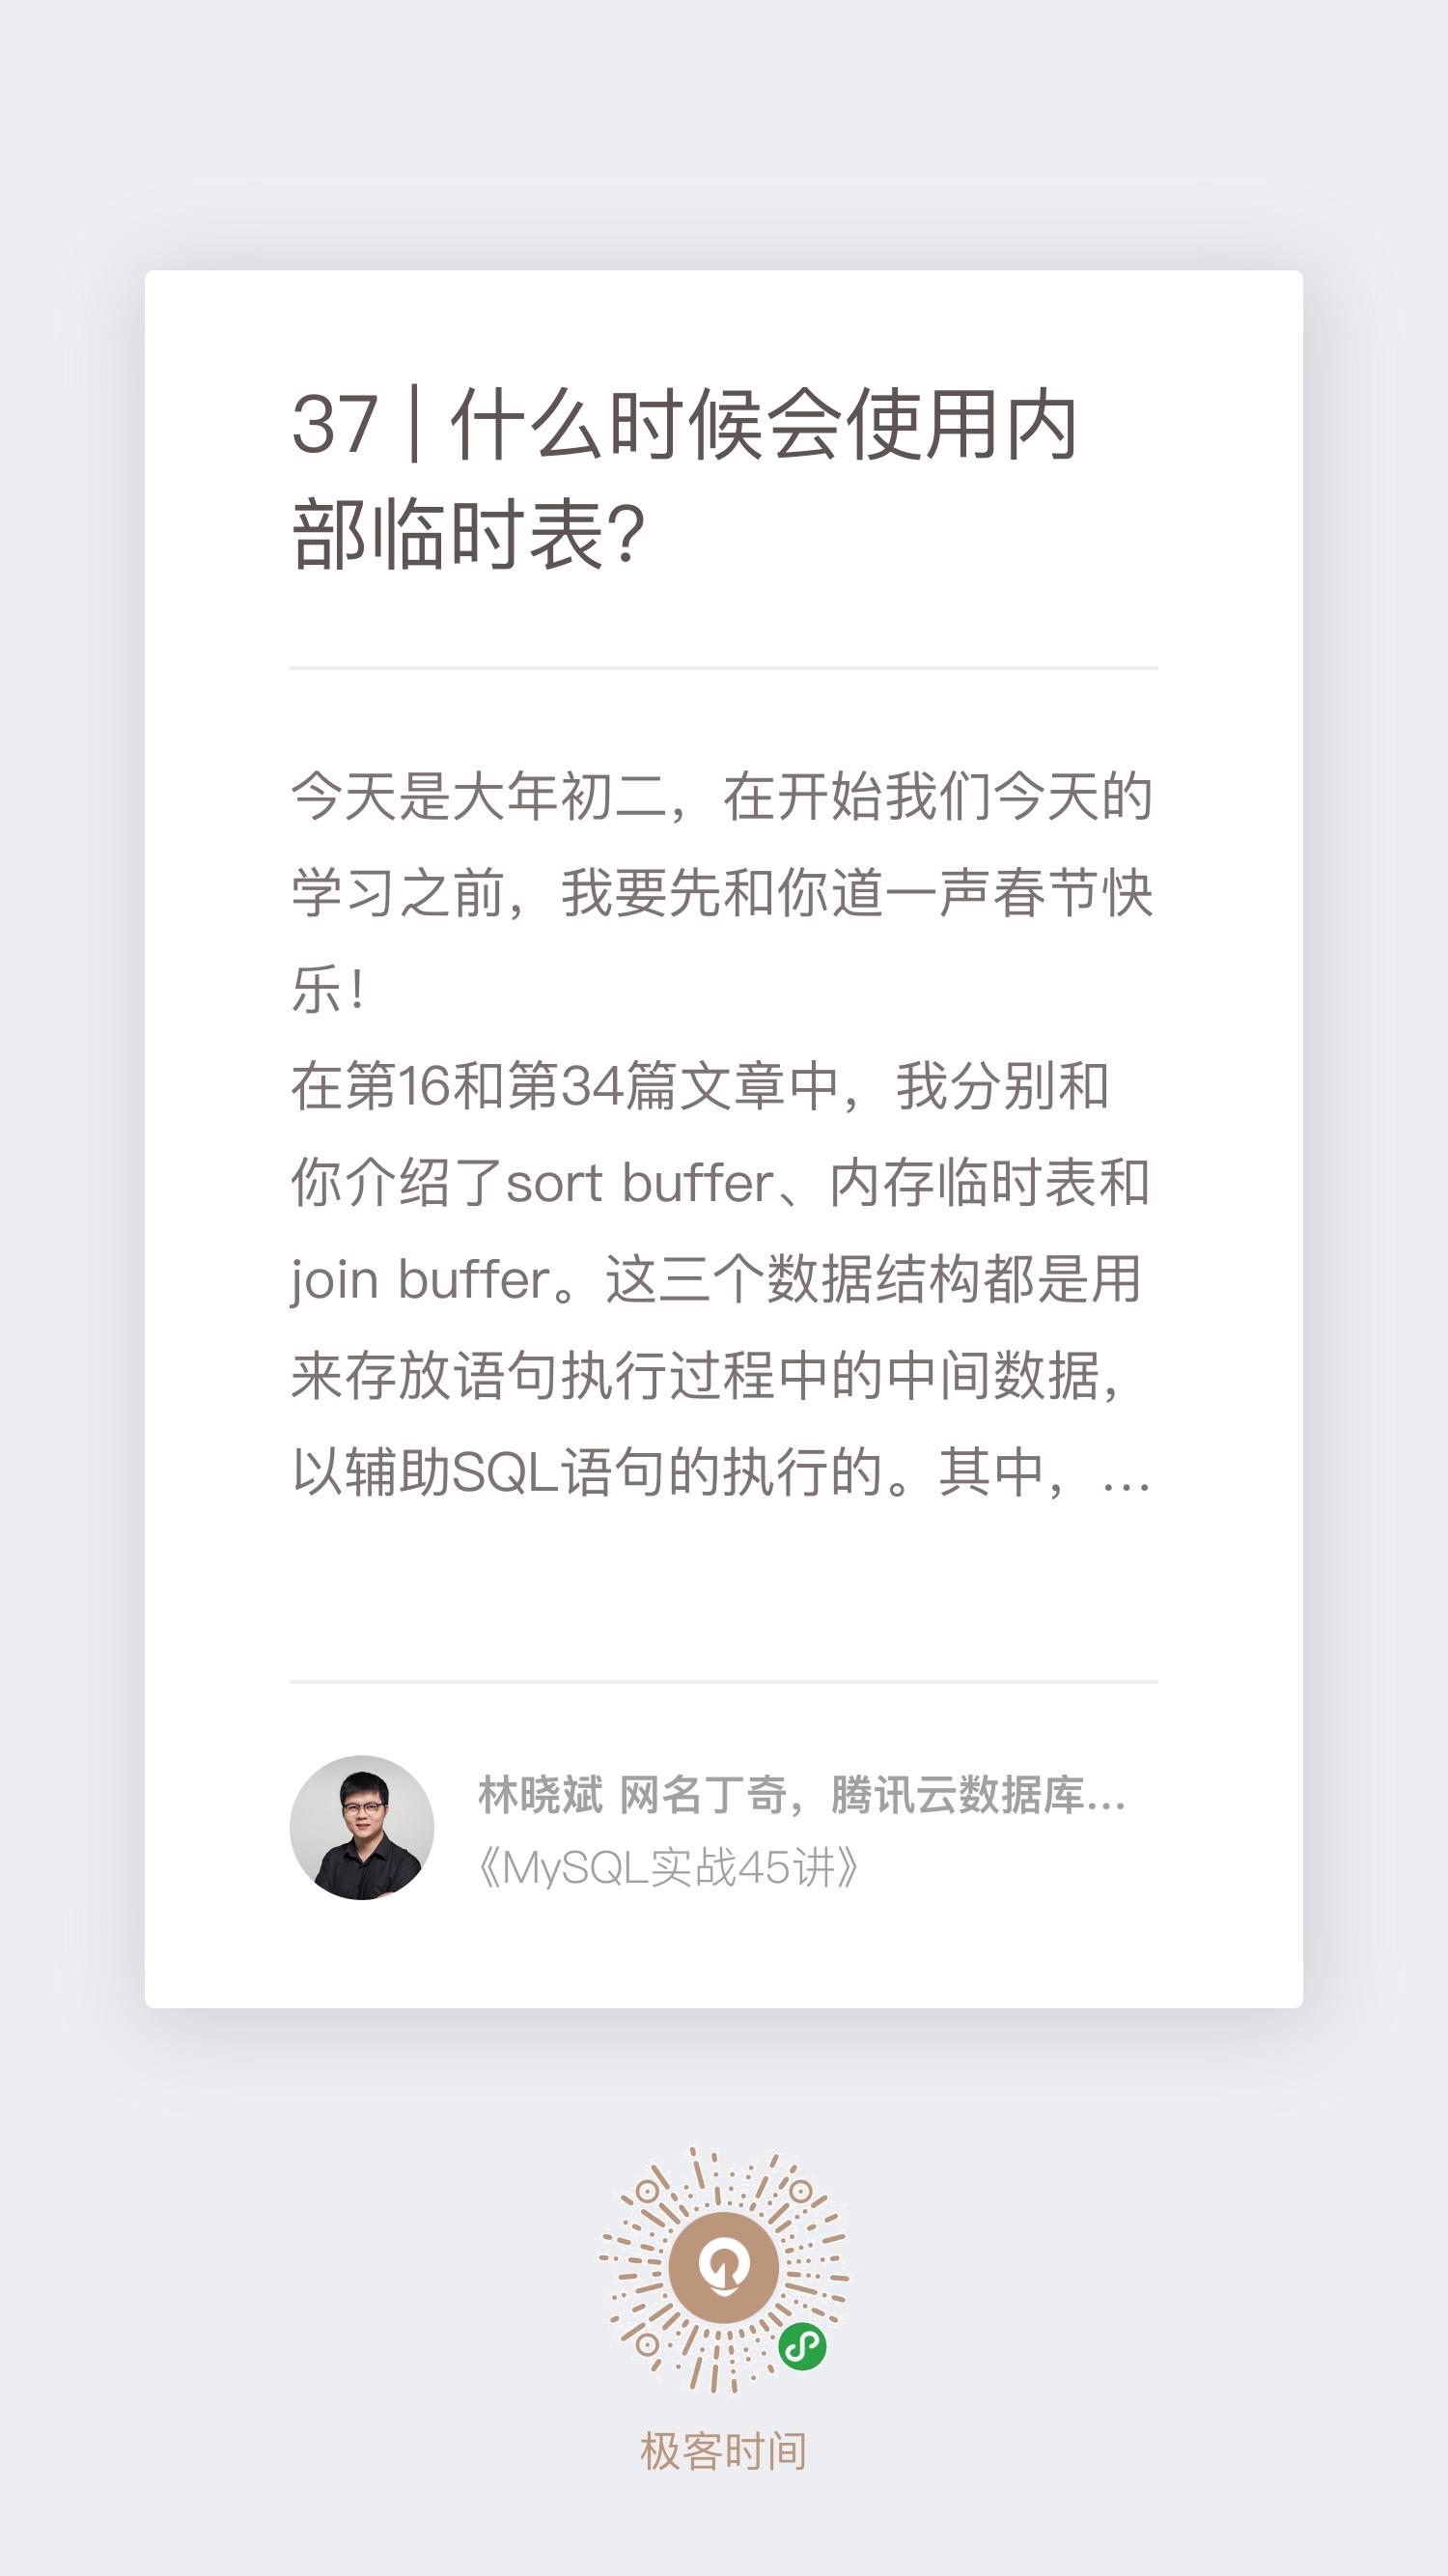 37 | 什么时候会使用内
部临时表?
今天是大年初二，在开始我们今天的
学习之前，我要先和你道一声春节快
乐！
在第16和第34篇文章中，我分别和
你介绍了sort buffer、内存临时表和
join buffer。这三个数据结构都是用
来存放语句执行过程中的中间数据，
以辅助SQL语句的执行的。其中，…
林晓斌 网名丁奇，腾讯云数据库...
《MySQL实战45讲》
极客时间